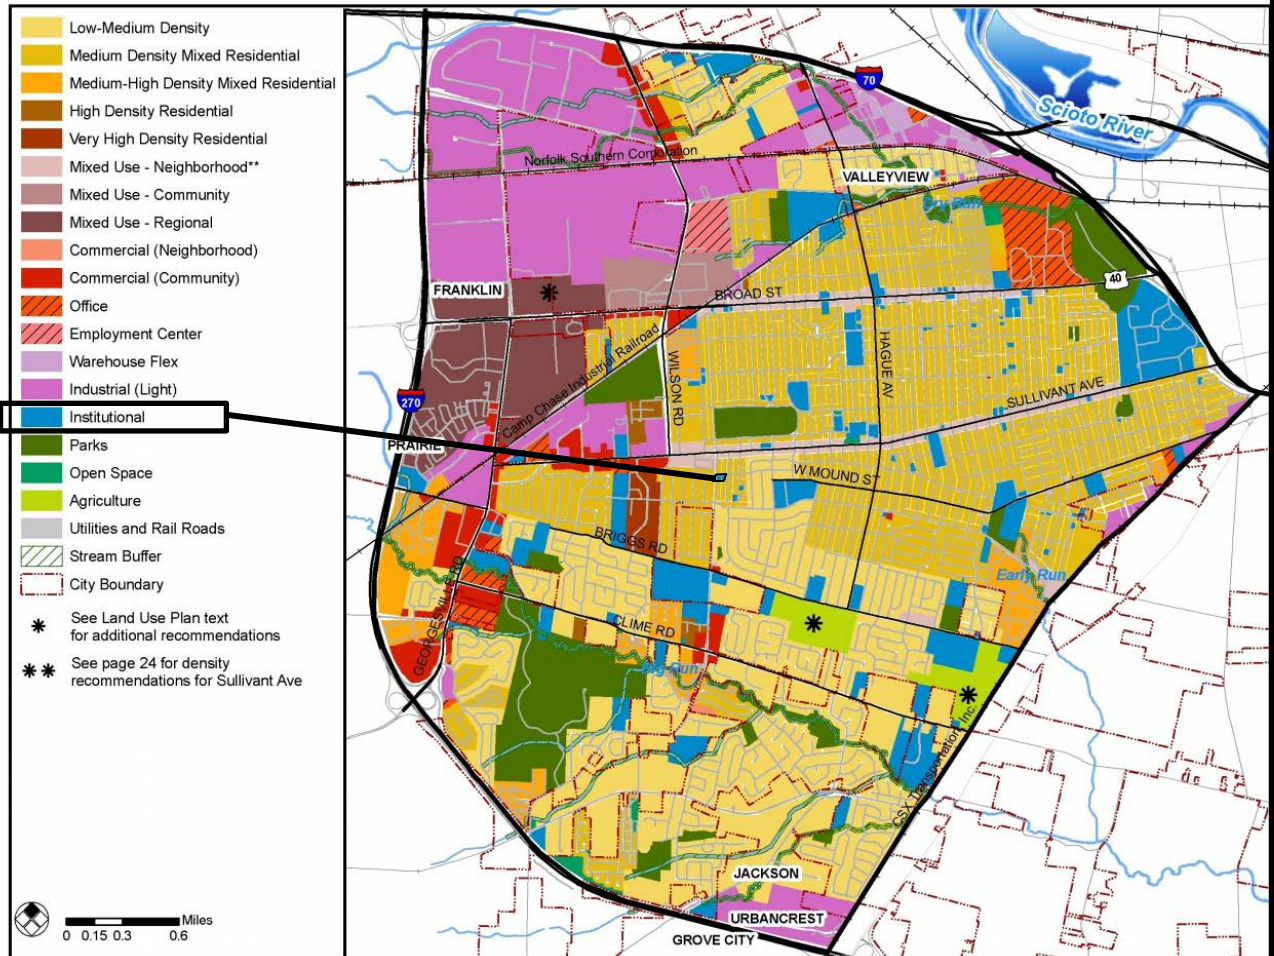 Low-Medium Density
Medium Density Mixed Residential
Medium-High Density Mixed Residential
High Density Residential
Very High Density Residential
Mixed Use - Neighborhood**
Mixed Use - Community
Mixed Use - Regional
Commercial (Neighborhood)
Commercial (Community)
Office
Employment Center
Warehouse Flex
Industrial (Light)
Institutional
Parks
Open Space
Agriculture
Utilities and Rail Roads
Stream Buffer
City Boundary
* See Land Use Plan text
for additional recommendations
** See page 24 for density
recommendations for Sullivant Ave
Miles
0 0.15 0.3 0.6
70
Scioto River
Norfolk Southern Corporation
VALLEYVIEW
Dry Run
40
FRANKLIN
*
BROAD ST
Camp Chase Industrial Railroad
WILSON RD
HAGUE AV
SULLIVANT AVE
270
PRAIRIE
W MOUND ST
BRIGGS RD
Early Run
GEORGESVILLE RD
CLIME RD
*
Big Run
*
CSX Transportation Inc.
JACKSON
URBANCREST
GROVE CITY